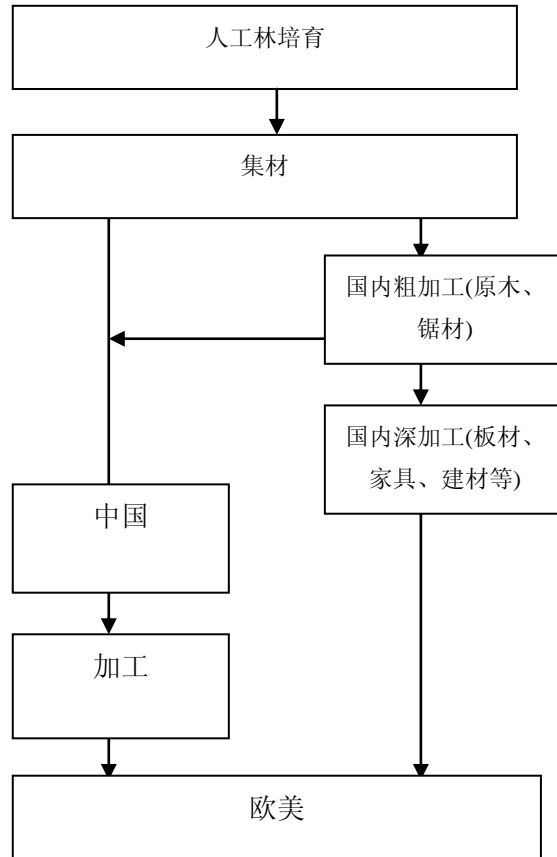 人工林培育
集材
国内粗加工(原木、
锯材)
国内深加工(板材、
家具、建材等)
中国
加工
欧美